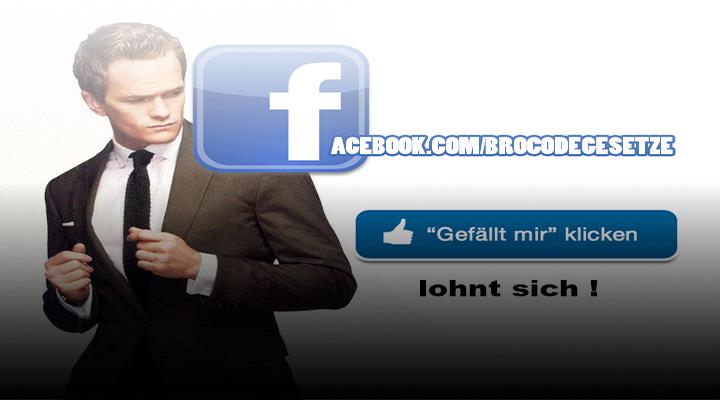 facebook.com/BROCODEGESETZE
“Gefällt mir” klicken
lohnt sich !